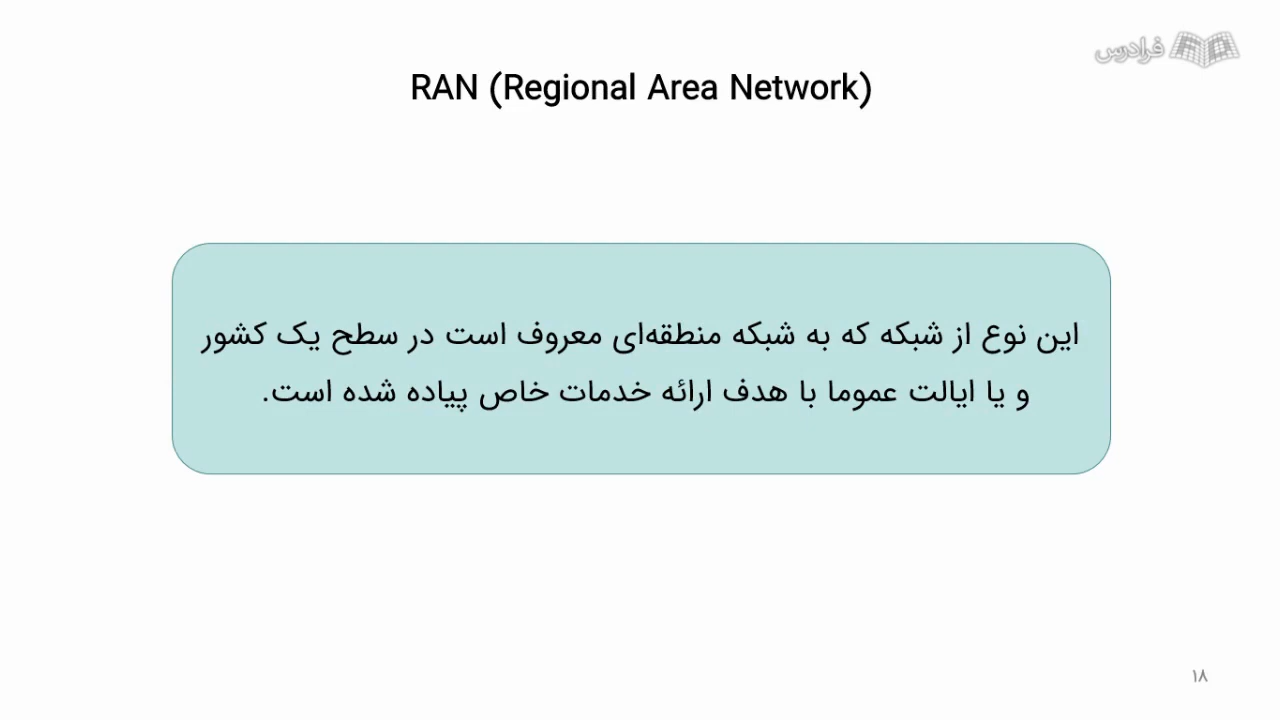 فرادرس
RAN (Regional Area Network)
این نوع از شبکه که به شبکه منطقه‌ای معروف است در سطح یک کشور
و یا ایالت عموما با هدف ارائه خدمات خاص پیاده شده است.
۱۸